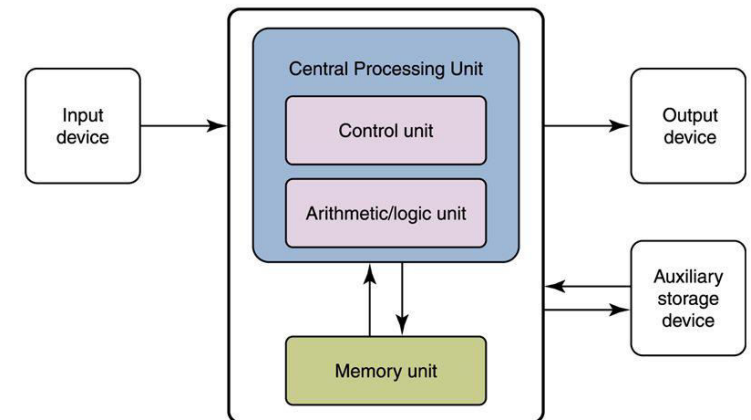 Central Processing Unit
Control unit
Arithmetic/logic unit
Memory unit
Input
device
Output
device
Auxiliary
storage
device